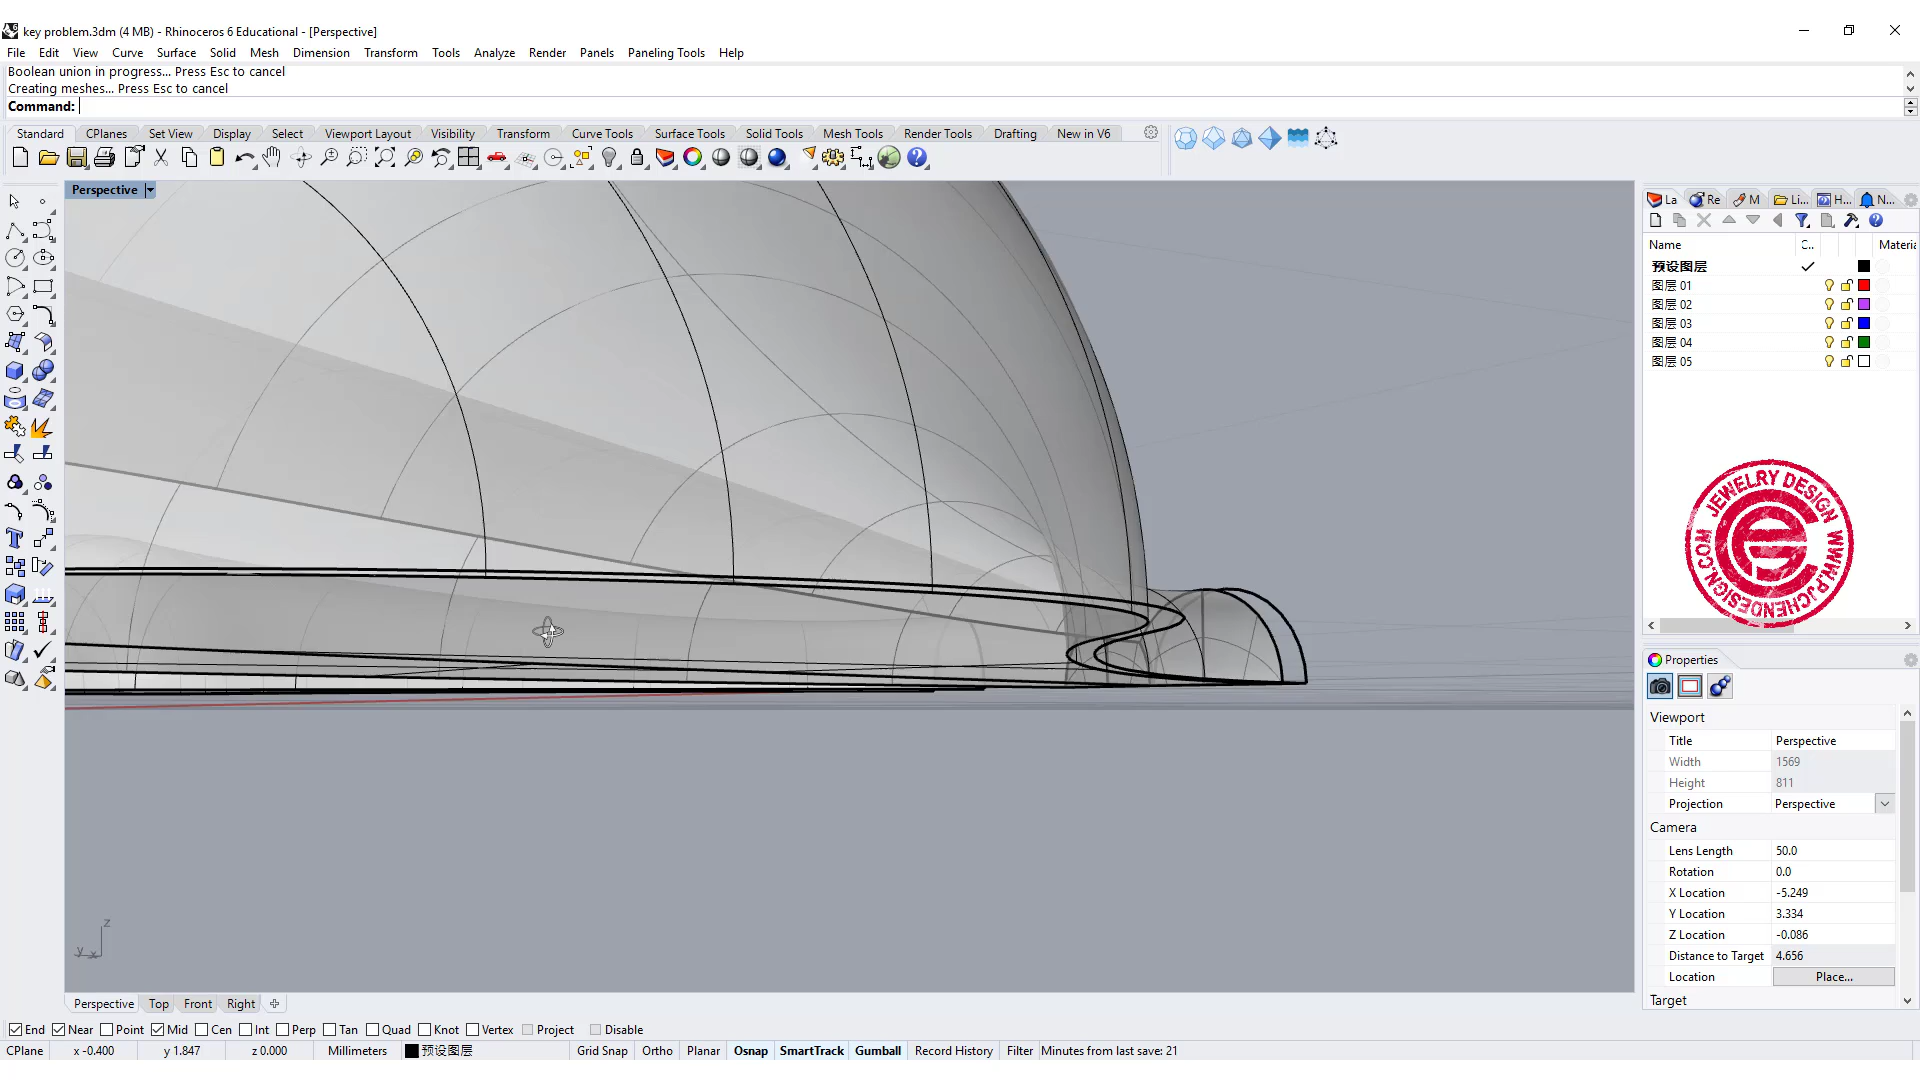 key problem.3dm (4 MB) - Rhinoceros 6 Educational - [Perspective]
File Edit View Curve Surface Solid Mesh Dimension Transform Tools Analyze Render Panels Paneling Tools Help
Boolean union in progress... Press Esc to cancel
Creating meshes... Press Esc to cancel
Command:
Standard CPlanes Set View Display Select Viewport Layout Visibility Transform Curve Tools Surface Tools Solid Tools Mesh Tools Render Tools Drafting New in V6
Perspective
La Re M Li... H... N...
Name C.. Materia
预设图层
图层 01
图层 02
图层 03
图层 04
图层 05
JEWELRY DESIGN
WWW.PJCHENDESIGN.COM
Properties
Viewport
Title Perspective
Width 1569
Height 811
Projection Perspective
Camera
Lens Length 50.0
Rotation 0.0
X Location -5.249
Y Location 3.334
Z Location -0.086
Distance to Target 4.656
Location Place...
Target
z
y x
Perspective Top Front Right
End Near Point Mid Cen Int Perp Tan Quad Knot Vertex Project Disable
CPlane x -0.400 y 1.847 z 0.000 Millimeters 预设图层 Grid Snap Ortho Planar Osnap SmartTrack Gumball Record History Filter Minutes from last save: 21